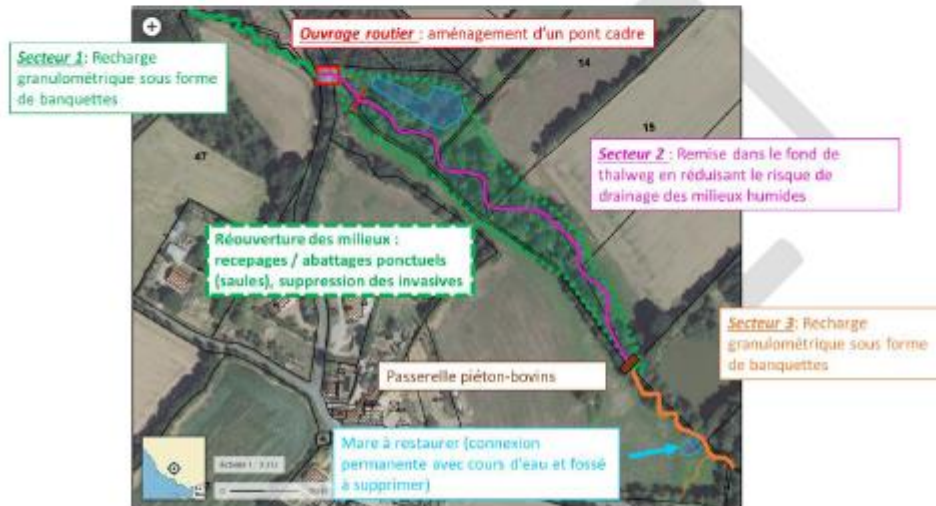 Ouvrage routier : aménagement d'un pont cadre
Secteur 1: Recharge
granulométrique sous forme
de banquettes
14
15
47
Secteur 2 : Remise dans le fond de
thalweg en réduisant le risque de
drainage des milieux humides
Réouverture des milieux :
recepages / abattages ponctuels
(saules), suppression des invasives
Secteur 3: Recharge
granulométrique sous forme
de banquettes
Passerelle piéton-bovins
Mare à restaurer (connexion
permanente avec cours d'eau et fossé
à supprimer)